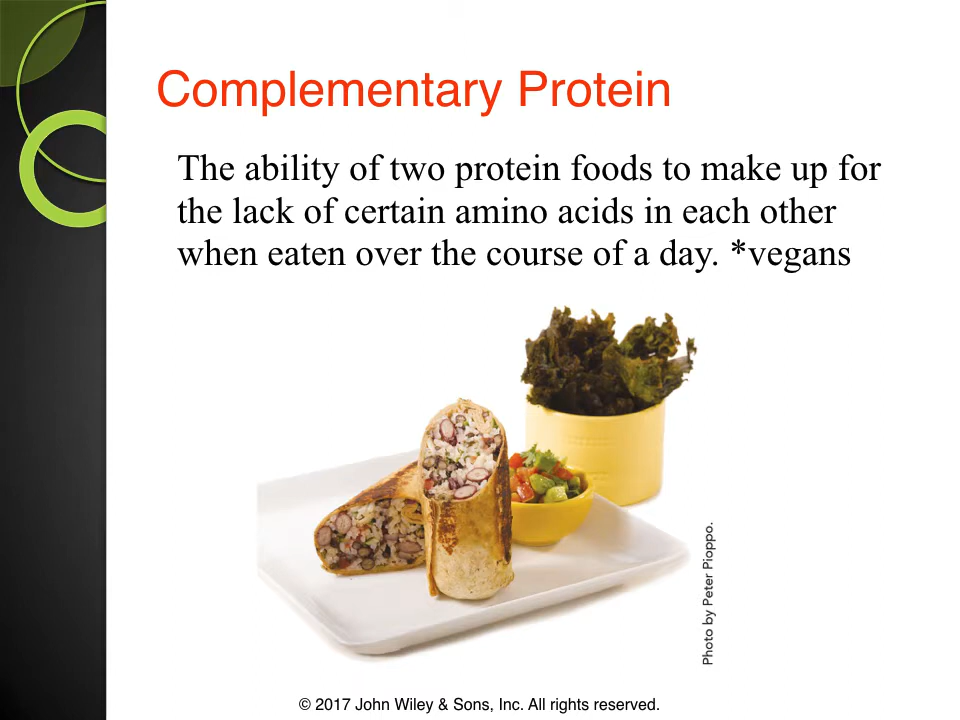 Complementary Protein
The ability of two protein foods to make up for
the lack of certain amino acids in each other
when eaten over the course of a day. *vegans
Photo by Peter Pioppo.
© 2017 John Wiley & Sons, Inc. All rights reserved.